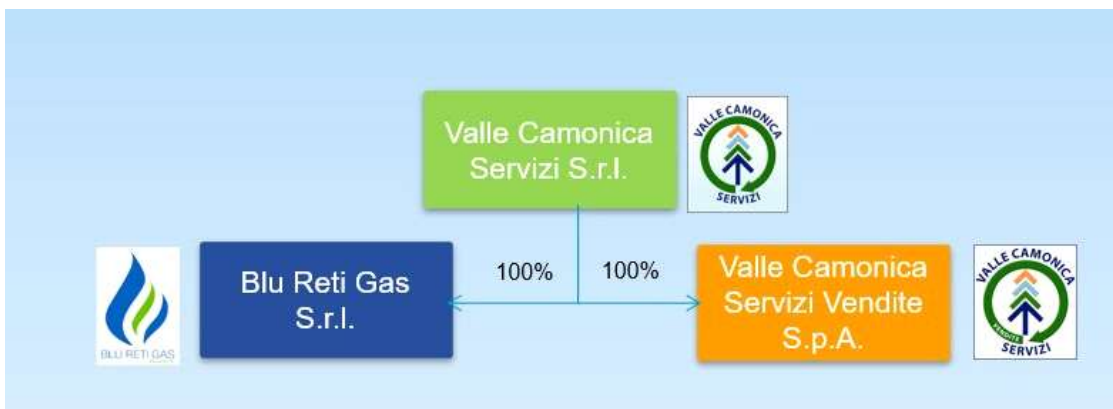 Valle Camonica
Servizi S.r.l.
VALLE CAMONICA
SERVIZI
BLU RETI GAS
Blu Reti Gas
S.r.l.
100%
100%
Valle Camonica
Servizi Vendite
S.p.A.
VALLE CAMONICA
VENDITE
SERVIZI